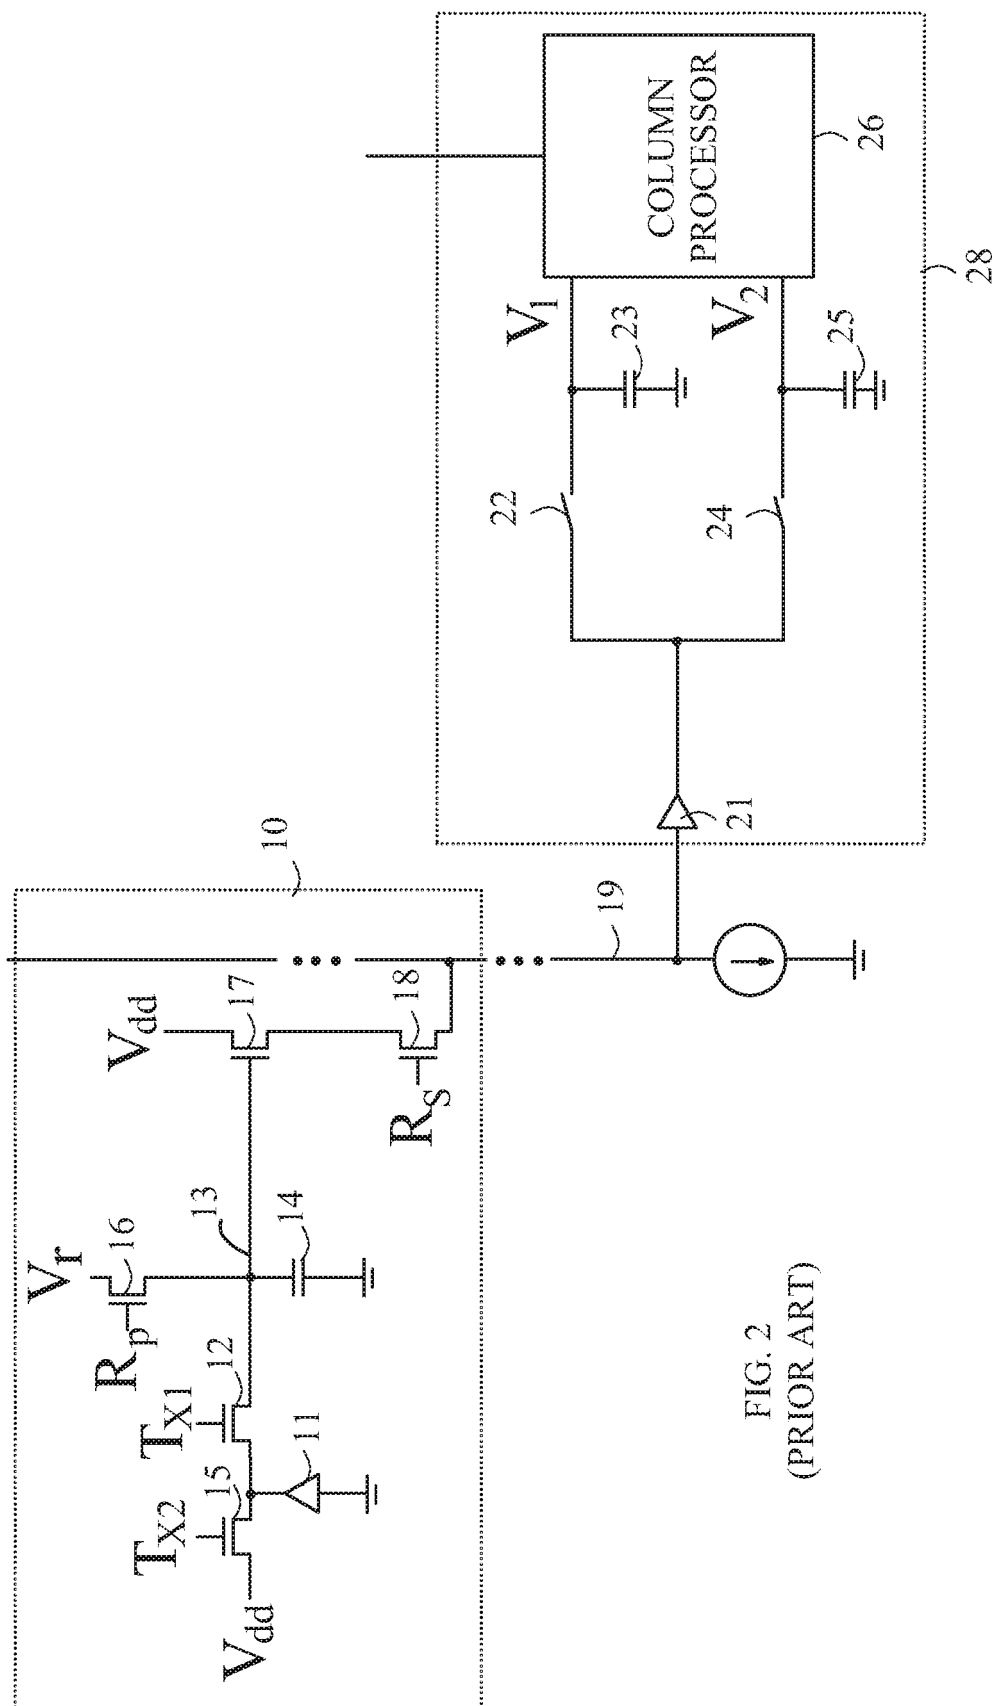 10
V_dd
T_X2
15
11
T_X1
12
V_r
R_p
16
13
14
V_dd
17
R_S
18
19
21
22
24
V_1
23
V_2
25
COLUMN
PROCESSOR
26
28
FIG. 2
(PRIOR ART)